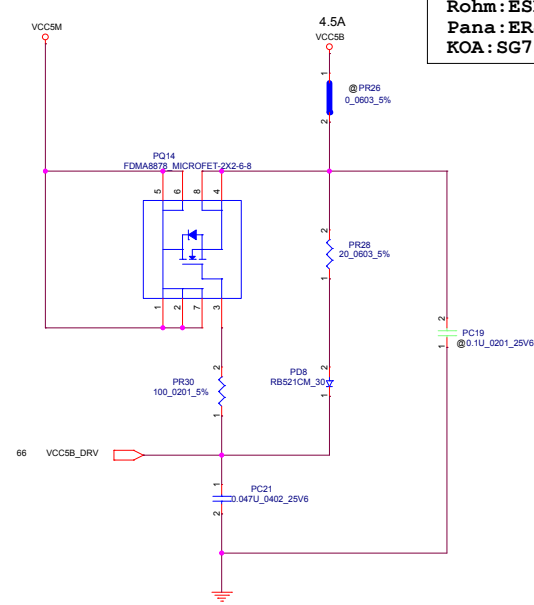 Rohm:ES
Pana:ER
KOA:SG7
VCC5M
4.5A
VCC5B
1
@PR26
0_0603_5%
2
PQ14
FDMA8878_MICROFET-2X2-6-8
5 6 8 4
1 2 7 3
2
PR28
20_0603_5%
1
2
PC19
@0.1U_0201_25V6
1
2
PD8
RB521CM_30
1
2
PR30
100_0201_5%
1
66 VCC5B_DRV
1
PC21
0.047U_0402_25V6
2